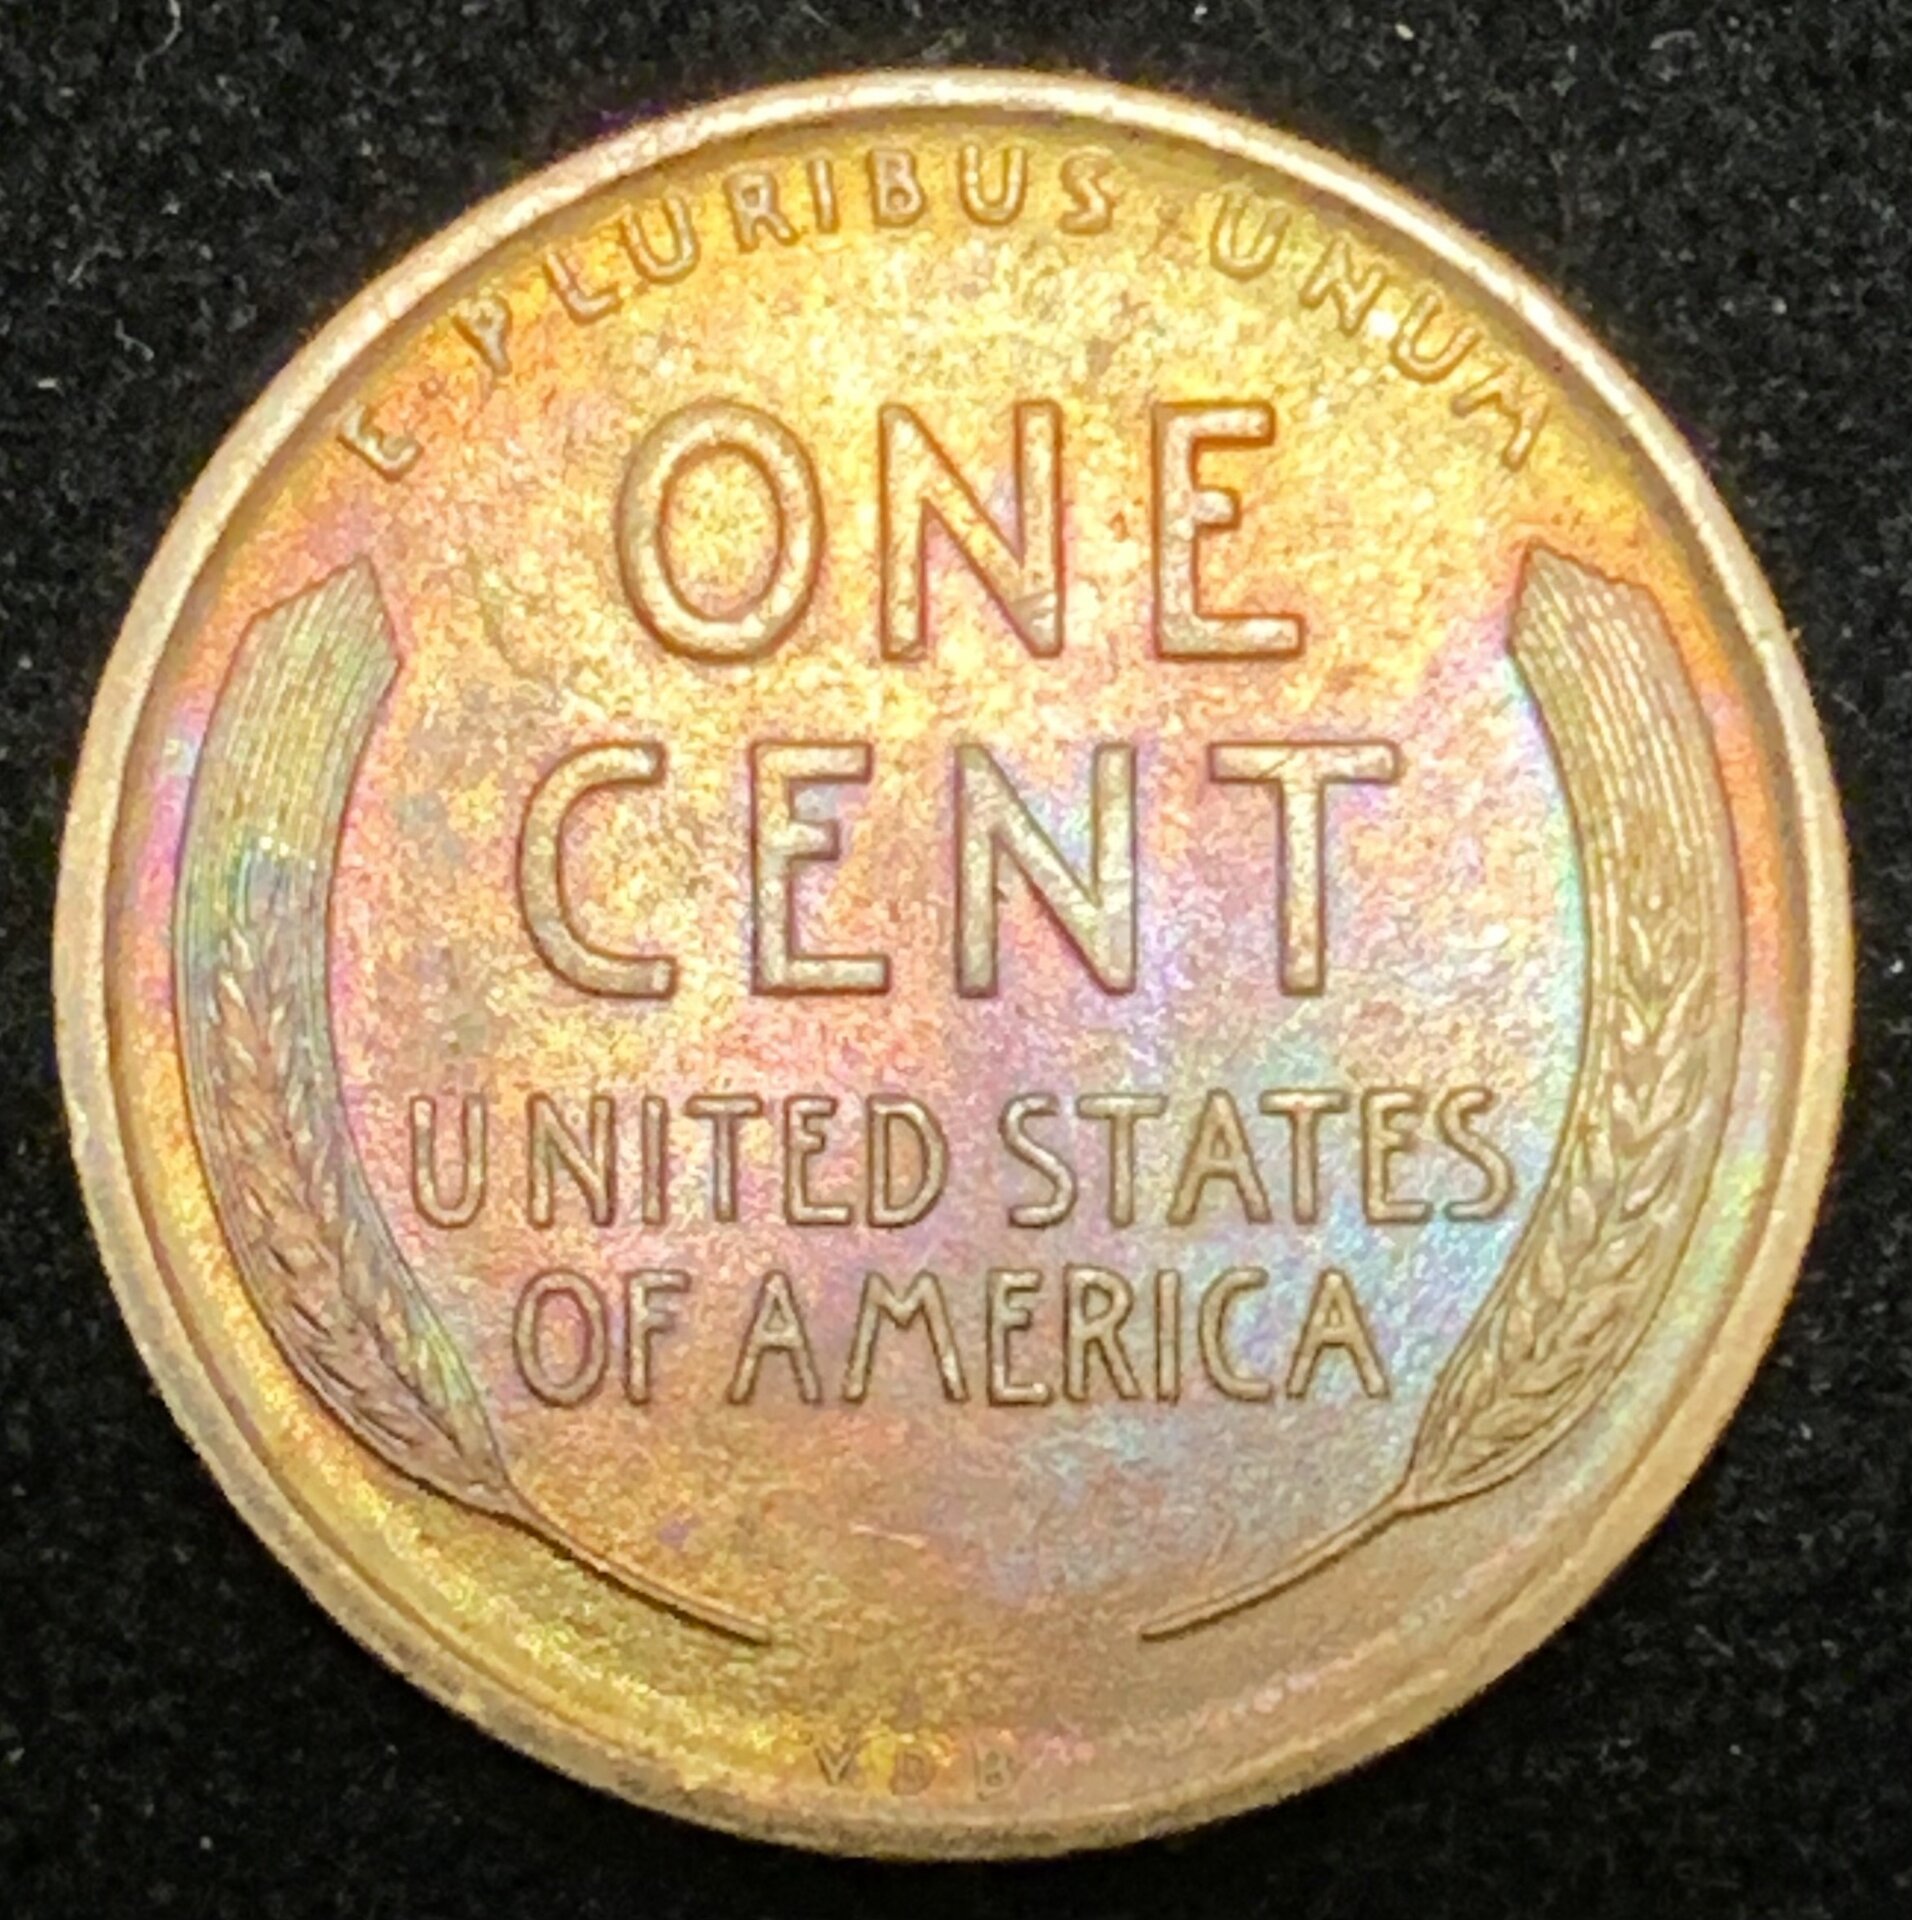 E·PLURIBUS·UNUM
ONE
CENT
UNITED STATES
OF AMERICA
V D B